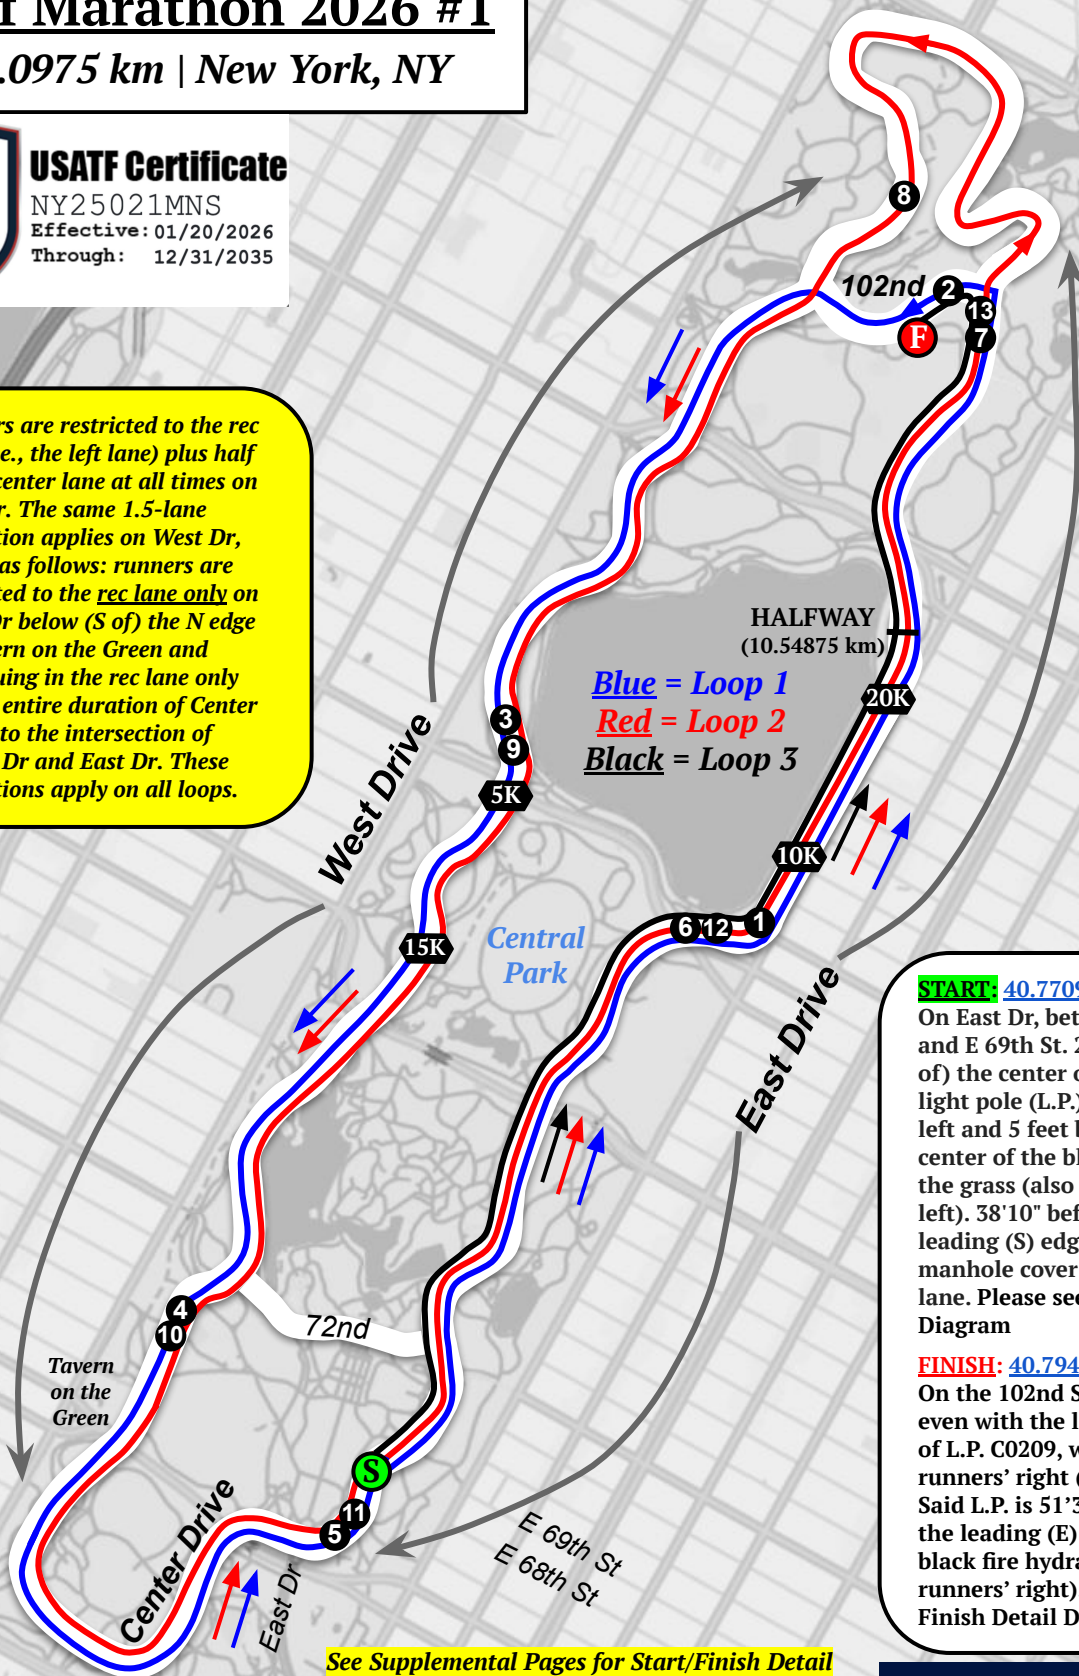 f Marathon 2026 #1
.0975 km | New York, NY
USATF Certificate
NY25021MNS
Effective: 01/20/2026
Through: 12/31/2035
rs are restricted to the rec
e., the left lane) plus half
center lane at all times on
r. The same 1.5-lane
tion applies on West Dr,
as follows: runners are
ted to the rec lane only on
Dr below (S of) the N edge
ern on the Green and
uing in the rec lane only
entire duration of Center
to the intersection of
Dr and East Dr. These
tions apply on all loops.
8
102nd
2
13
F
7
HALFWAY
(10.54875 km)
20K
Blue = Loop 1
Red = Loop 2
Black = Loop 3
3
9
5K
West Drive
10K
6
12
1
15K
Central
Park
East Drive
START: 40.7709
On East Dr, bet
and E 69th St. 2
of) the center o
light pole (L.P.)
left and 5 feet b
center of the bl
the grass (also
left). 38'10" bef
leading (S) edg
manhole cover
lane. Please see
Diagram
FINISH: 40.794
On the 102nd S
even with the l
of L.P. C0209, w
runners' right (
Said L.P. is 51'3
the leading (E)
black fire hydra
runners' right)
Finish Detail D
4
10
72nd
Tavern
on the
Green
S
11
5
Center Drive
East Dr
E 69th St
E 68th St
See Supplemental Pages for Start/Finish Detail